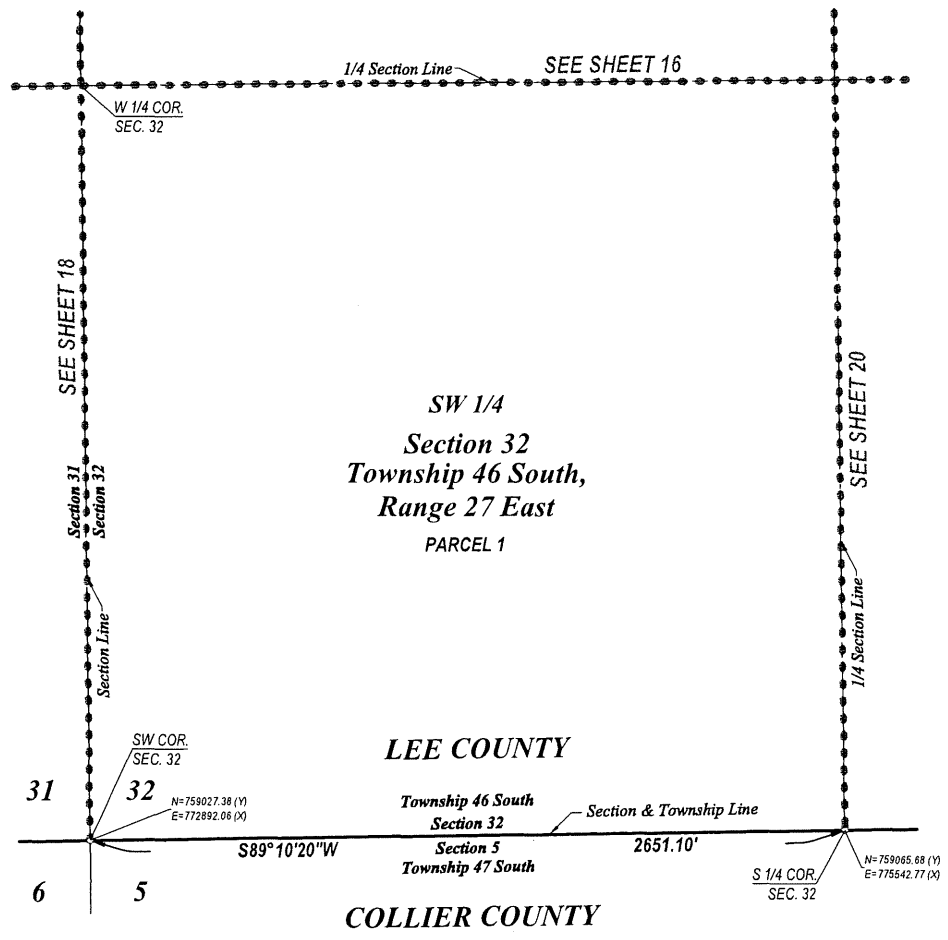 1/4 Section Line
SEE SHEET 16
W 1/4 COR.
SEC. 32
SEE SHEET 18
SEE SHEET 20
SW 1/4
Section 32
Township 46 South,
Range 27 East
PARCEL 1
Section 31
Section 32
Section Line
1/4 Section Line
SW COR.
SEC. 32
LEE COUNTY
31
32
N=759027.38 (Y)
E=772892.06 (X)
Township 46 South
Section 32
Section & Township Line
S89°10'20"W
Section 5
Township 47 South
2651.10'
S 1/4 COR.
SEC. 32
N=759065.68 (Y)
E=775542.77 (X)
6
5
COLLIER COUNTY